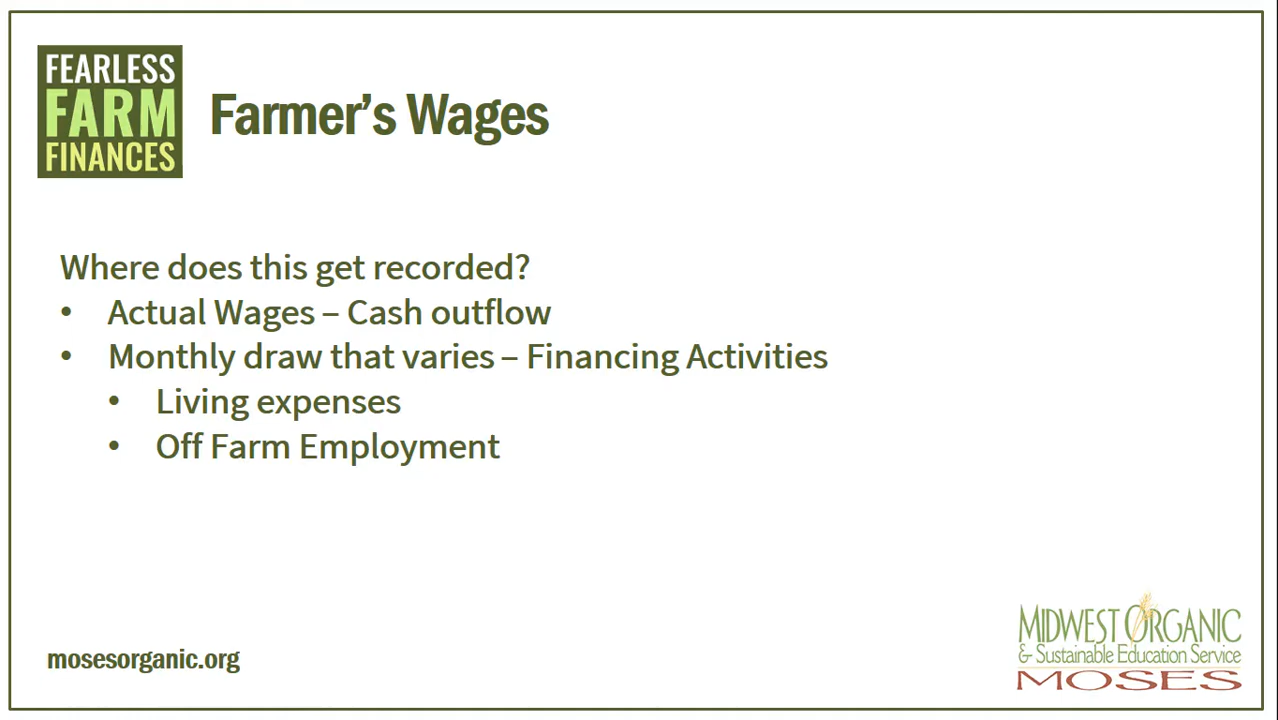 FEARLESS
FARM
FINANCES
Farmer’s Wages
Where does this get recorded?
• Actual Wages – Cash outflow
• Monthly draw that varies – Financing Activities
• Living expenses
• Off Farm Employment
mosesorganic.org
MIDWEST ORGANIC
& Sustainable Education Service
MOSES